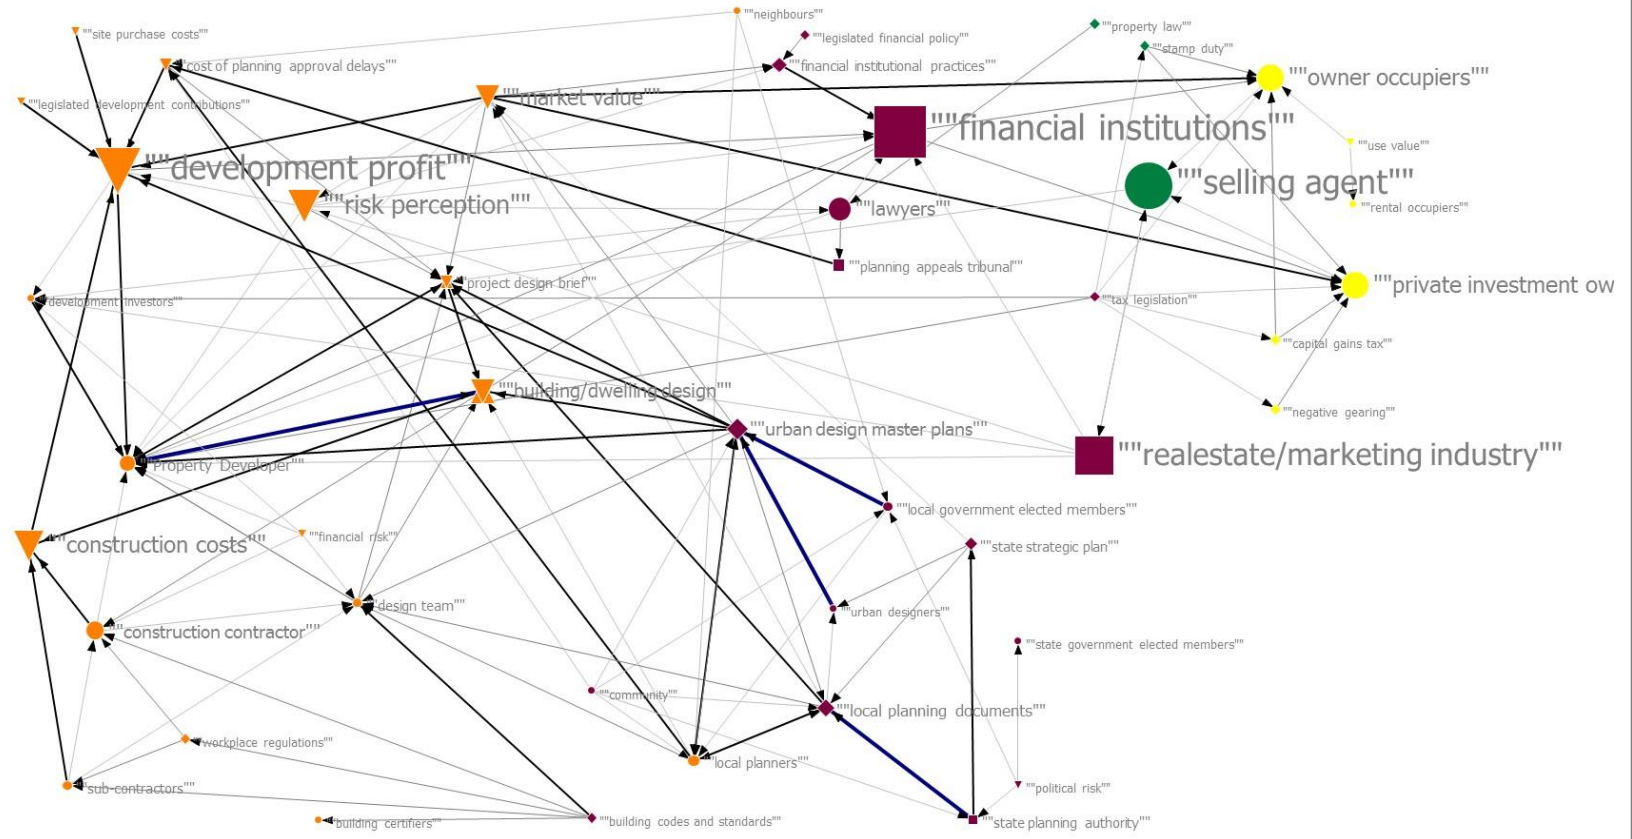 ""neighbours""
""property law""
""site purchase costs""
""legislated financial policy""
""stamp duty""
""cost of planning approval delays""
""financial institutional practices""
""owner occupiers""
""market value""
""legislated development contributions""
""financial institutions""
""use value""
""development profit""
""selling agent""
""risk perception""
""lawyers""
""rental occupiers""
""planning appeals tribunal""
""project design brief""
""private investment ow
""development investors""
""tax legislation""
""capital gains tax""
""building/dwelling design""
""negative gearing""
""urban design master plans""
""realestate/marketing industry""
""Property Developer""
""local government elected members""
""financial risk""
""construction costs""
""state strategic plan""
""design team""
""urban designers""
""construction contractor""
""state government elected members""
""community""
""local planning documents""
""workplace regulations""
""local planners""
""sub-contractors""
""political risk""
""building certifiers""
""building codes and standards""
""state planning authority""